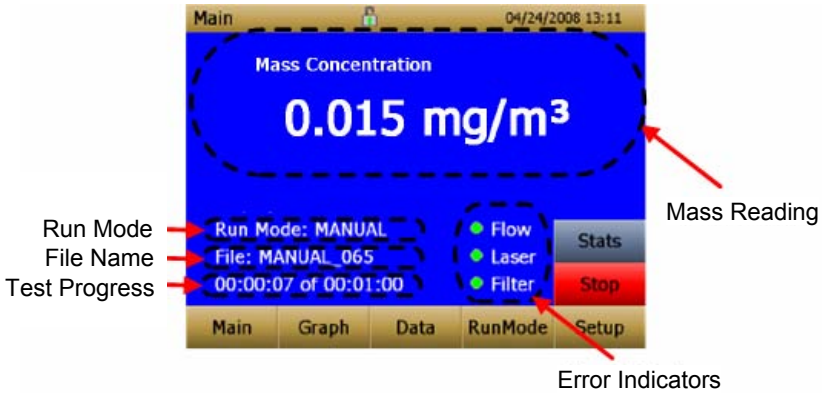 Main 04/24/2008 13:11
Mass Concentration
0.015 mg/m³
Mass Reading
Run Mode
File Name
Test Progress
Run Mode: MANUAL
File: MANUAL_065
00:00:07 of 00:01:00
Flow
Laser
Filter
Stats
Stop
Main Graph Data RunMode Setup
Error Indicators